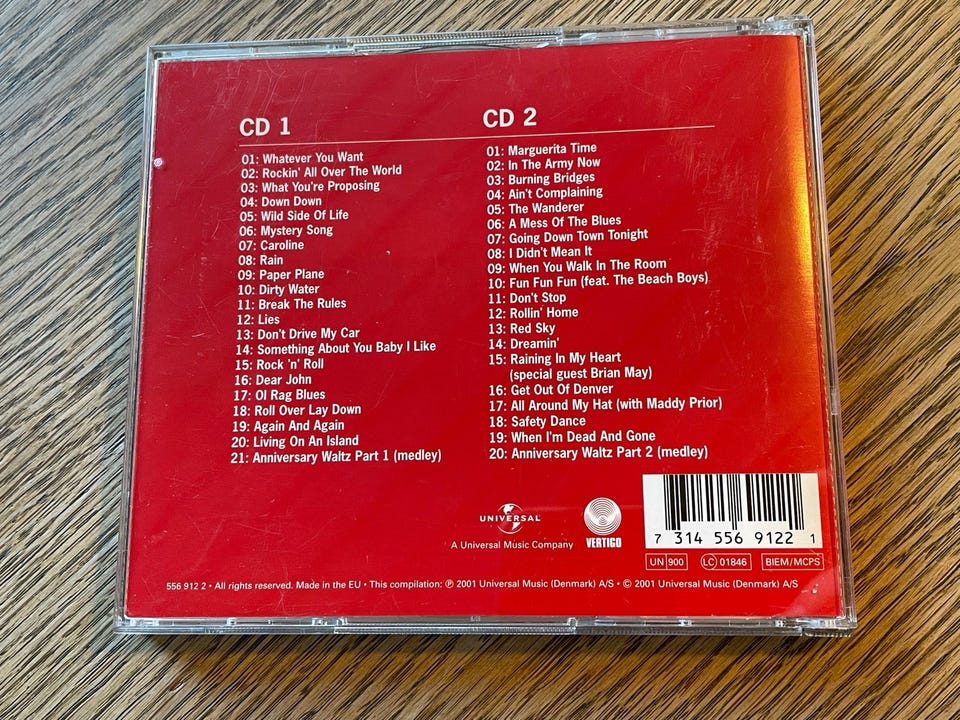 CD 1
01: Whatever You Want
02: Rockin' All Over The World
03: What You're Proposing
04: Down Down
05: Wild Side Of Life
06: Mystery Song
07: Caroline
08: Rain
09: Paper Plane
10: Dirty Water
11: Break The Rules
12: Lies
13: Don't Drive My Car
14: Something About You Baby I Like
15: Rock 'n' Roll
16: Dear John
17: Ol Rag Blues
18: Roll Over Lay Down
19: Again And Again
20: Living On An Island
21: Anniversary Waltz Part 1 (medley)
CD 2
01: Marguerita Time
02: In The Army Now
03: Burning Bridges
04: Ain't Complaining
05: The Wanderer
06: A Mess Of The Blues
07: Going Down Town Tonight
08: I Didn't Mean It
09: When You Walk In The Room
10: Fun Fun Fun (feat. The Beach Boys)
11: Don't Stop
12: Rollin' Home
13: Red Sky
14: Dreamin'
15: Raining In My Heart
(special guest Brian May)
16: Get Out Of Denver
17: All Around My Hat (with Maddy Prior)
18: Safety Dance
19: When I'm Dead And Gone
20: Anniversary Waltz Part 2 (medley)
UNIVERSAL
A Universal Music Company
VERTIGO
7 314 556 9122 1
UN 900
LC 01846
BIEM/MCPS
556 912 2 • All rights reserved. Made in the EU • This compilation: ℗ 2001 Universal Music (Denmark) A/S • © 2001 Universal Music (Denmark) A/S